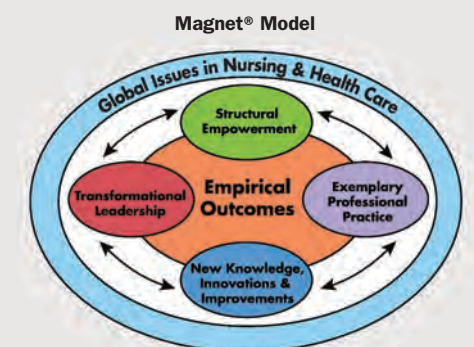 Magnet® Model
Global Issues in Nursing & Health Care
Structural
Empowerment
Transformational
Leadership
Empirical
Outcomes
Exemplary
Professional
Practice
New Knowledge,
Innovations &
Improvements